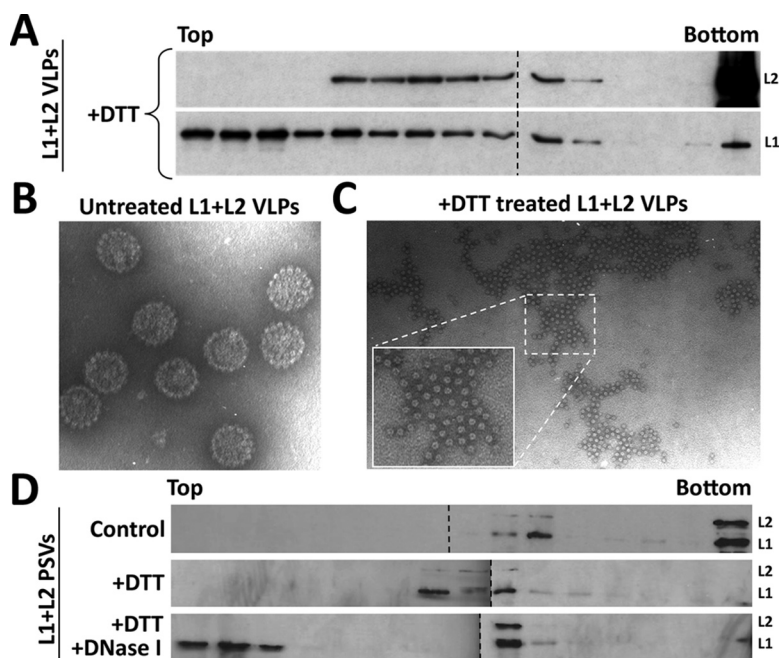 A
Top
Bottom
L1+L2 VLPs
+DTT
L2
L1
B
Untreated L1+L2 VLPs
C
+DTT treated L1+L2 VLPs
D
Top
Bottom
L1+L2 PSVs
Control
L2
L1
+DTT
L2
L1
+DTT
+DNase I
L2
L1